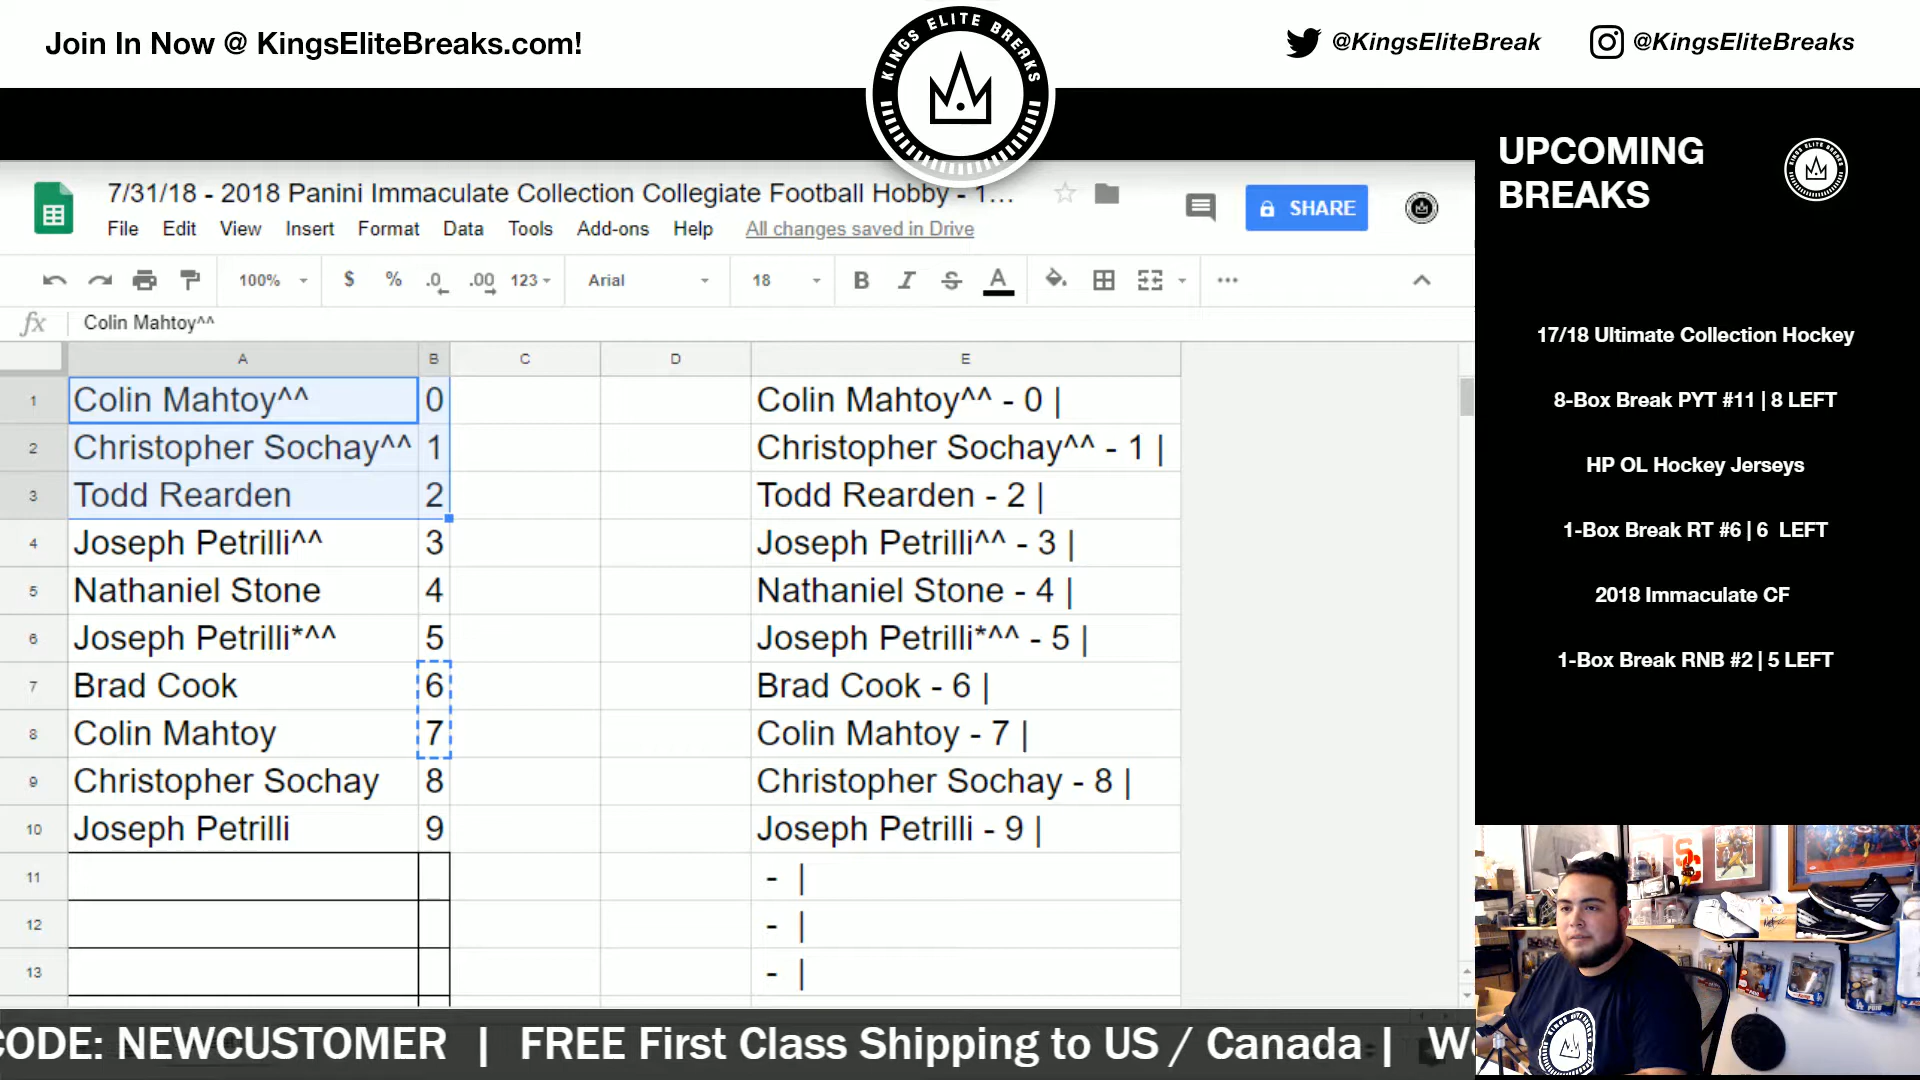 Join In Now @ KingsEliteBreaks.com!
KINGS ELITE BREAKS
@KingsEliteBreak
@KingsEliteBreaks
7/31/18 - 2018 Panini Immaculate Collection Collegiate Football Hobby - 1...
SHARE
File Edit View Insert Format Data Tools Add-ons Help All changes saved in Drive
100% $ % .0 .00 123 Arial 18 B I S A
fx Colin Mahtoy^^
A B C D E
1 Colin Mahtoy^^ 0 Colin Mahtoy^^ - 0 |
2 Christopher Sochay^^ 1 Christopher Sochay^^ - 1 |
3 Todd Rearden 2 Todd Rearden - 2 |
4 Joseph Petrilli^^ 3 Joseph Petrilli^^ - 3 |
5 Nathaniel Stone 4 Nathaniel Stone - 4 |
6 Joseph Petrilli*^^ 5 Joseph Petrilli*^^ - 5 |
7 Brad Cook 6 Brad Cook - 6 |
8 Colin Mahtoy 7 Colin Mahtoy - 7 |
9 Christopher Sochay 8 Christopher Sochay - 8 |
10 Joseph Petrilli 9 Joseph Petrilli - 9 |
11 - |
12 - |
13 - |
UPCOMING
BREAKS
17/18 Ultimate Collection Hockey
8-Box Break PYT #11 | 8 LEFT
HP OL Hockey Jerseys
1-Box Break RT #6 | 6 LEFT
2018 Immaculate CF
1-Box Break RNB #2 | 5 LEFT
SC
CODE: NEWCUSTOMER | FREE First Class Shipping to US / Canada |